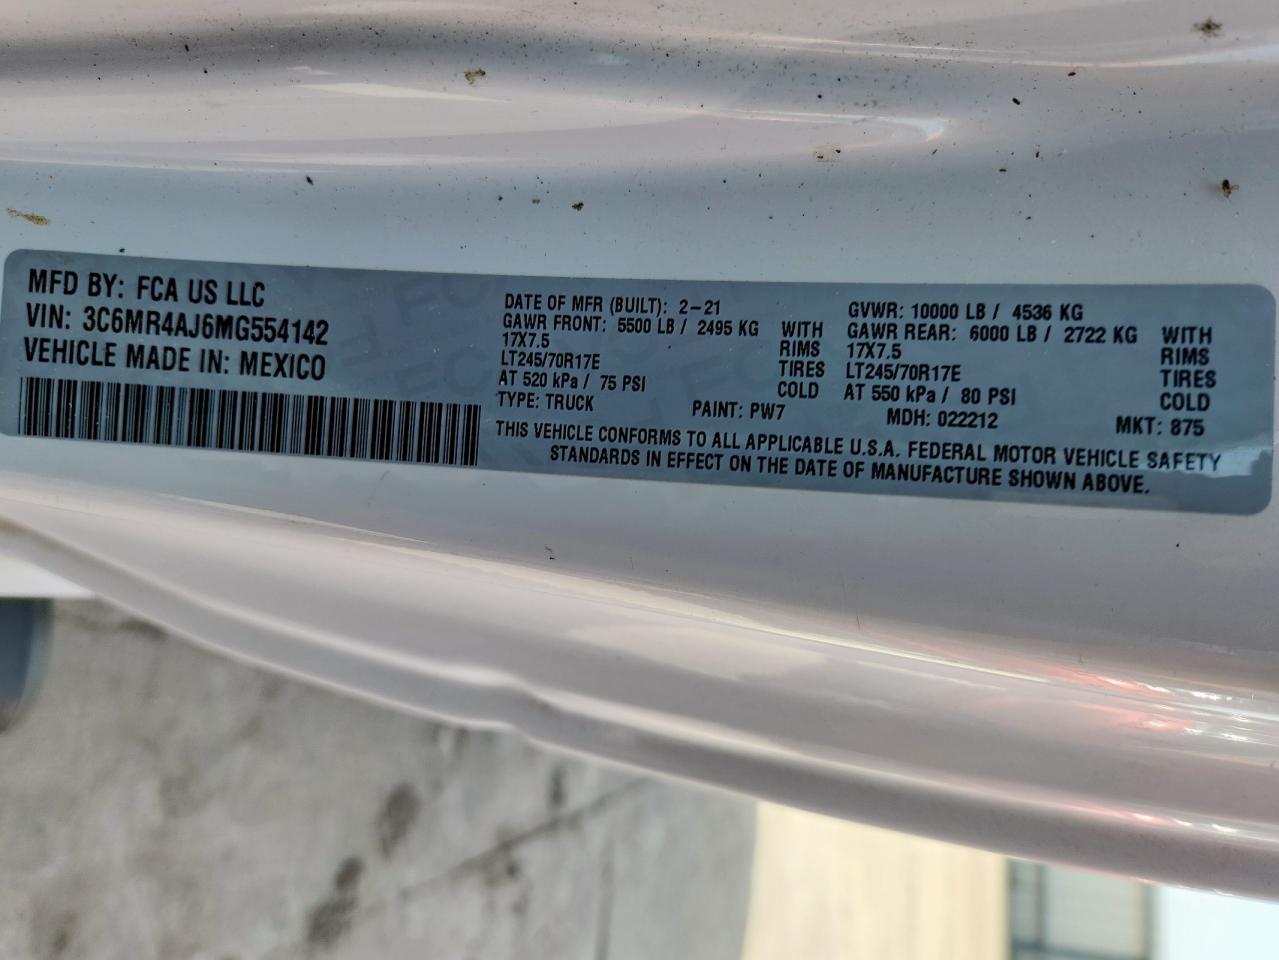 MFD BY: FCA US LLC
VIN: 3C6MR4AJ6MG554142
VEHICLE MADE IN: MEXICO
DATE OF MFR (BUILT): 2-21
GAWR FRONT: 5500 LB / 2495 KG WITH
17X7.5 RIMS
LT245/70R17E TIRES
AT 520 kPa / 75 PSI COLD
TYPE: TRUCK PAINT: PW7
GVWR: 10000 LB / 4536 KG
GAWR REAR: 6000 LB / 2722 KG WITH
17X7.5 RIMS
LT245/70R17E TIRES
AT 550 kPa / 80 PSI COLD
MDH: 022212 MKT: 875
THIS VEHICLE CONFORMS TO ALL APPLICABLE U.S.A. FEDERAL MOTOR VEHICLE SAFETY
STANDARDS IN EFFECT ON THE DATE OF MANUFACTURE SHOWN ABOVE.